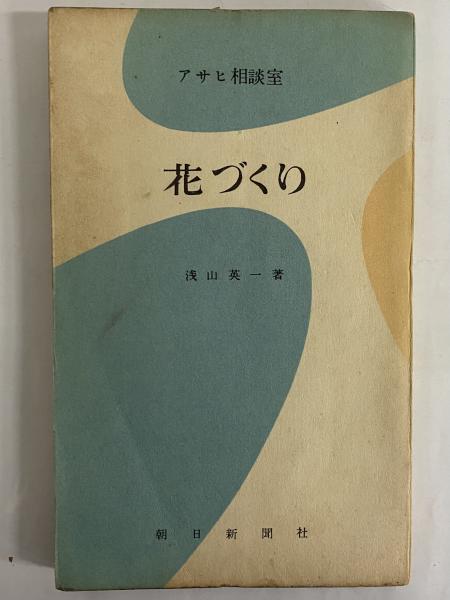 アサヒ相談室
花づくり
浅山英一著
朝日新聞社